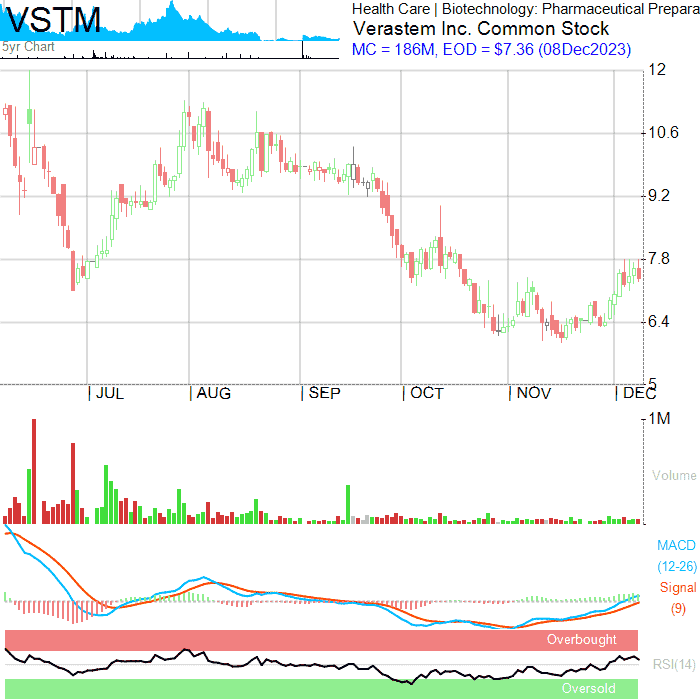 VSTM
5yr Chart
Health Care | Biotechnology: Pharmaceutical Prepara
Verastem Inc. Common Stock
MC = 186M, EOD = $7.36 (08Dec2023)
12
10.6
9.2
7.8
6.4
5
JUL AUG SEP OCT NOV DEC
1M
Volume
MACD
(12-26)
Signal
(9)
Overbought
RSI(14)
Oversold